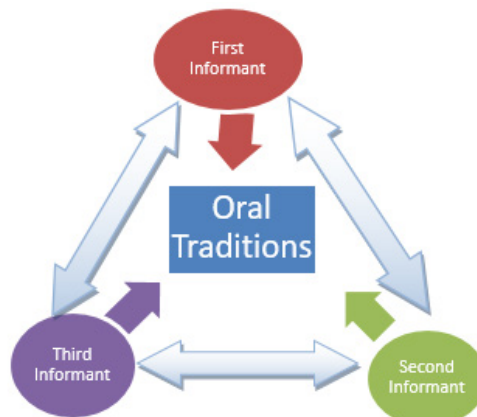 First
Informant
Oral
Traditions
Third
Informant
Second
Informant